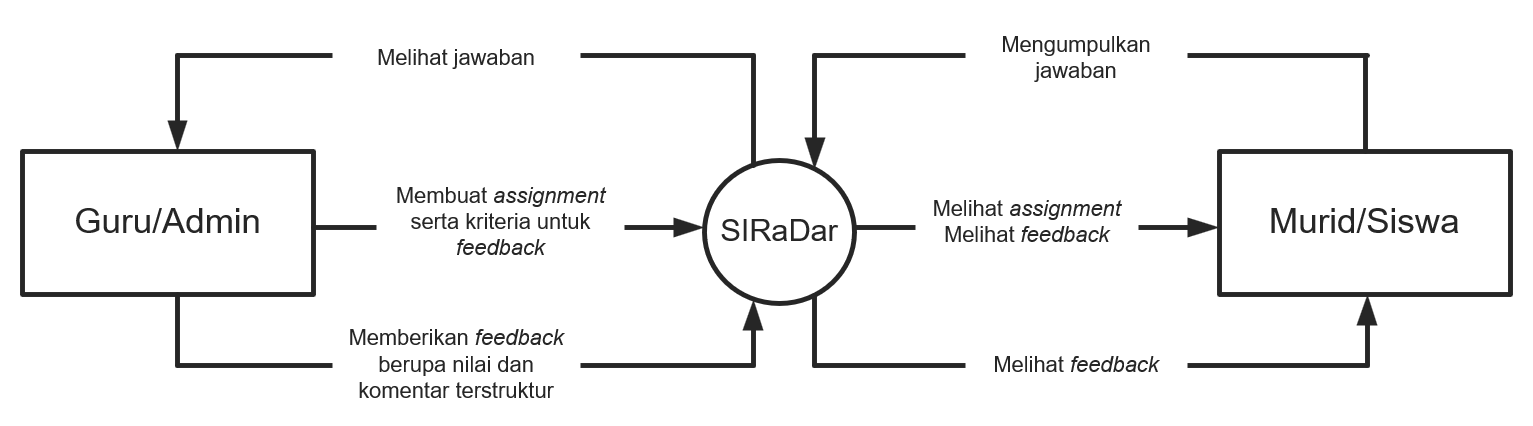 Melihat jawaban
Mengumpulkan
jawaban
Guru/Admin
Membuat assignment
serta kriteria untuk
feedback
SIRaDar
Melihat assignment
Melihat feedback
Murid/Siswa
Memberikan feedback
berupa nilai dan
komentar terstruktur
Melihat feedback